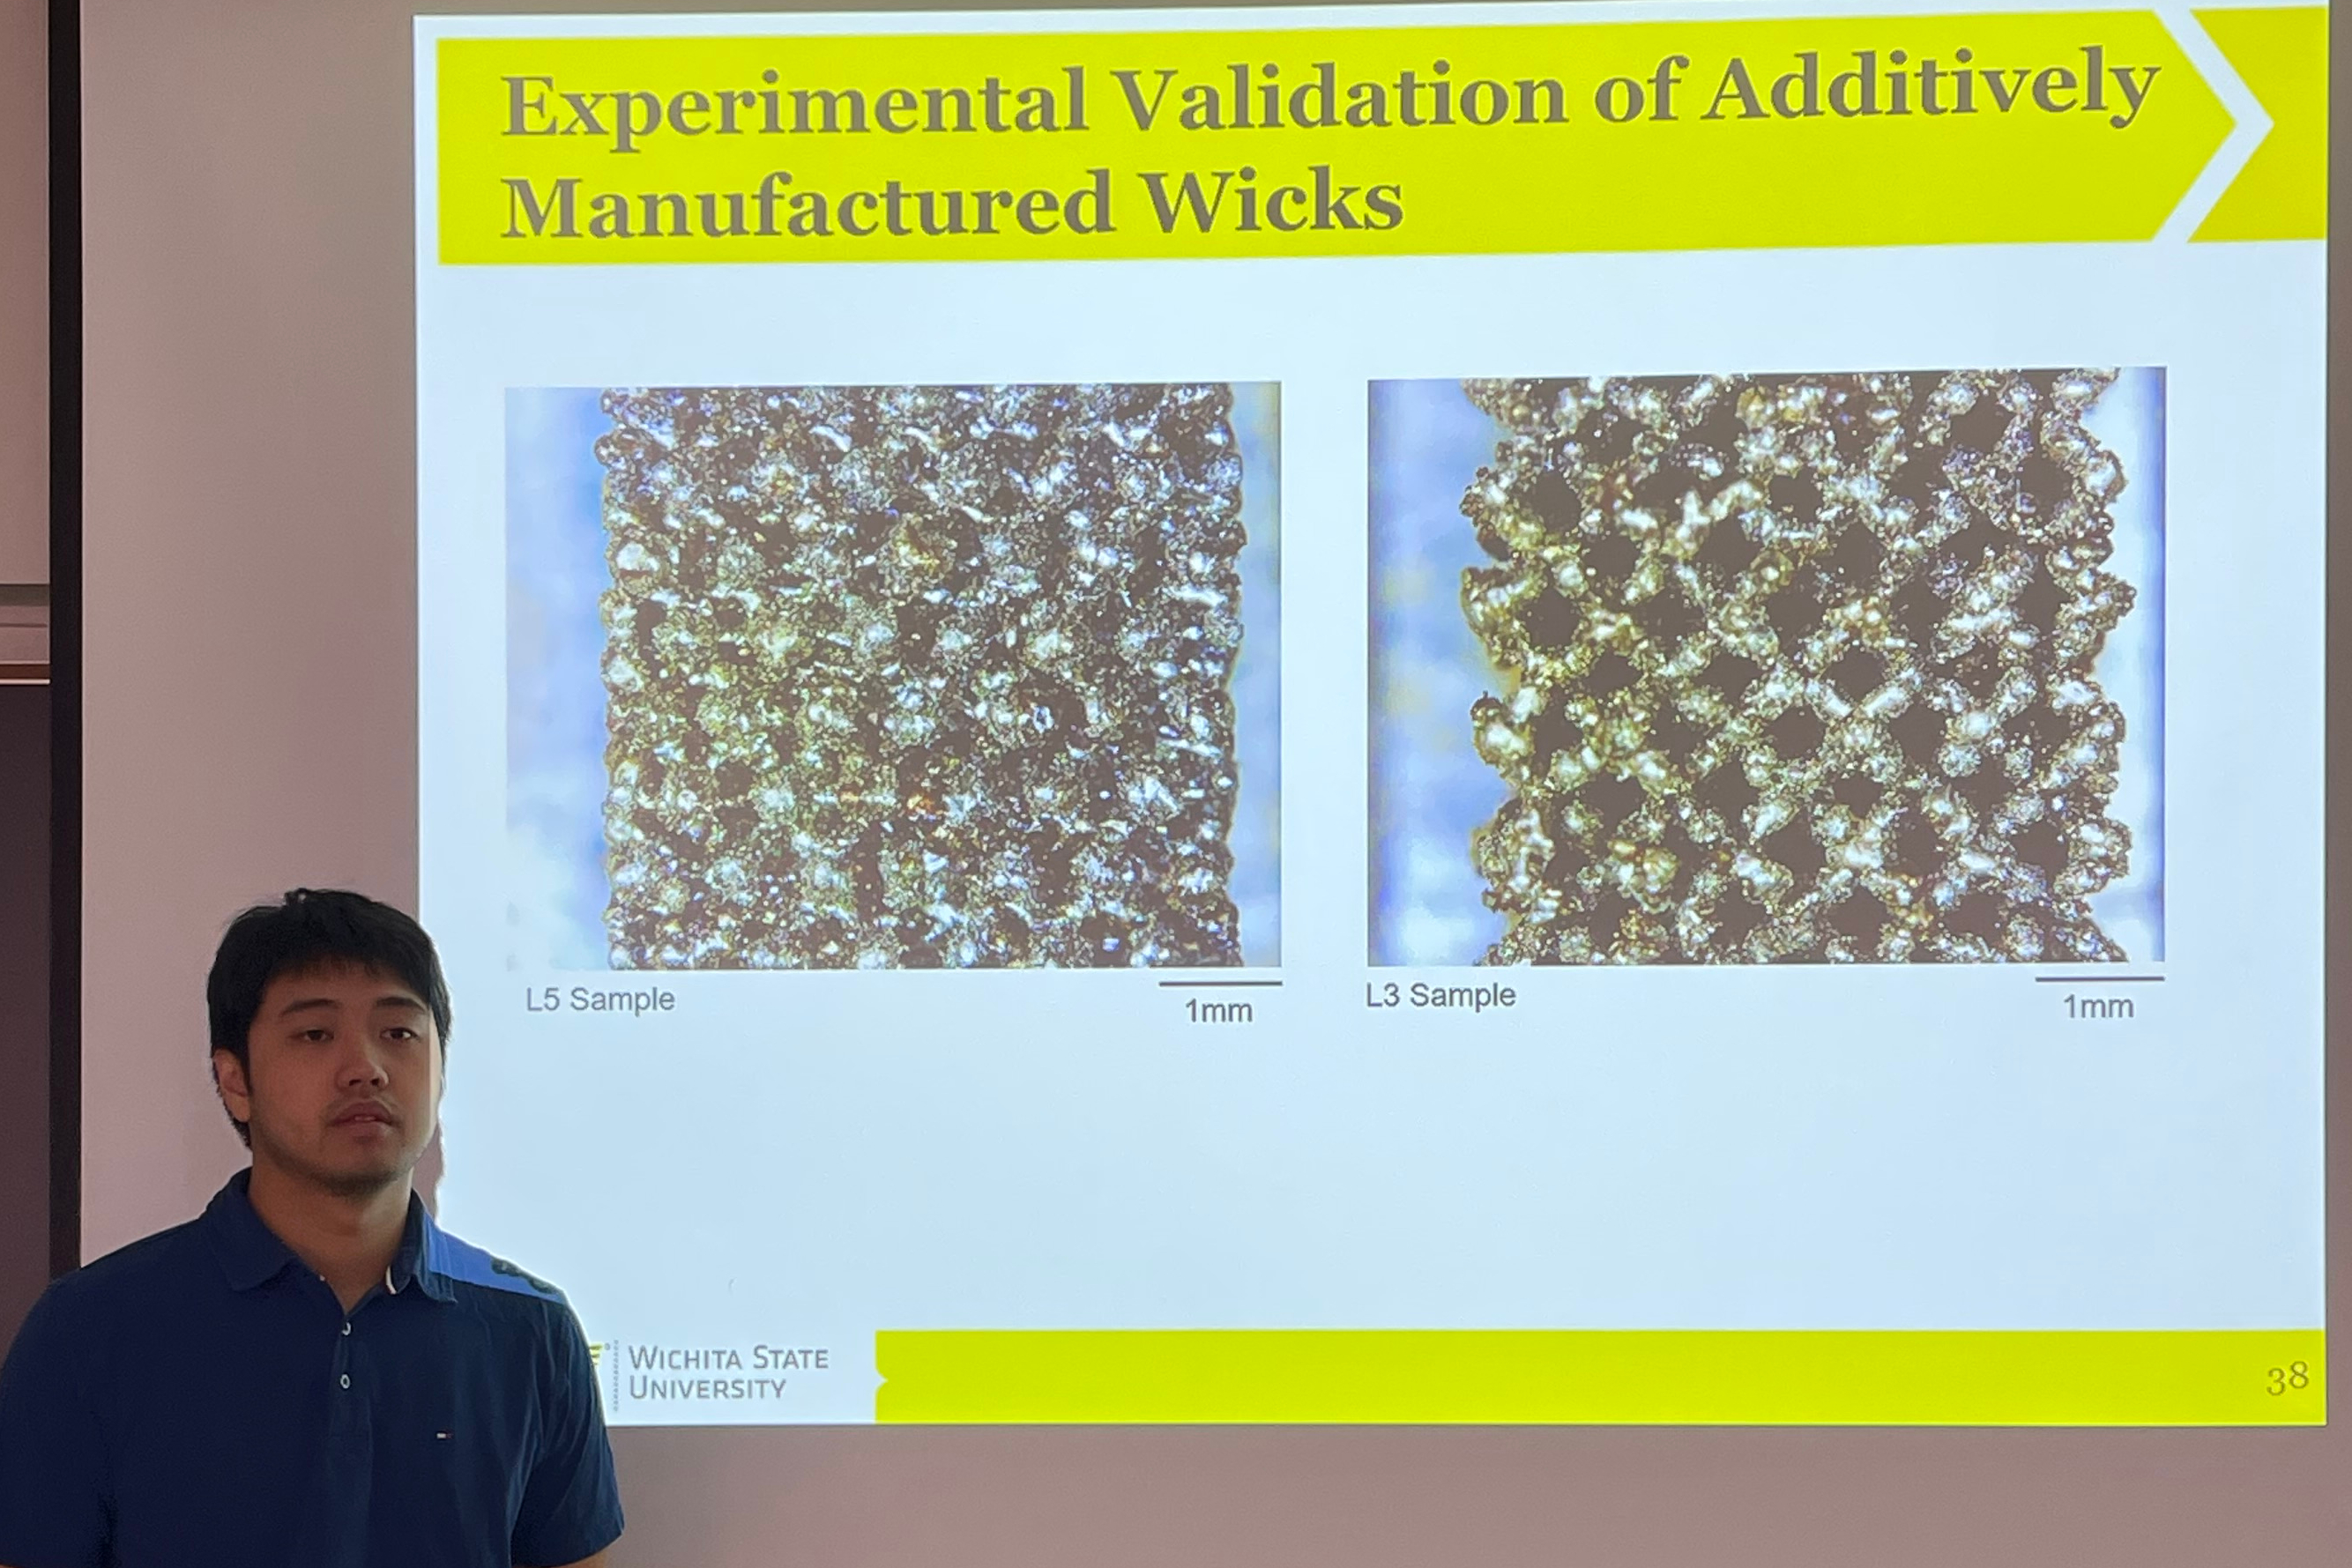 Experimental Validation of Additively
Manufactured Wicks
L5 Sample
1mm
L3 Sample
1mm
WICHITA STATE
UNIVERSITY
38